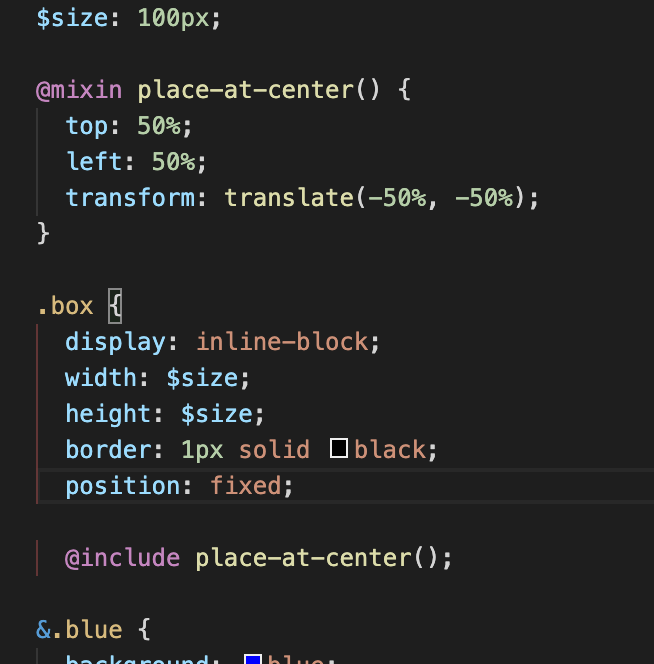 $size: 100px;
@mixin place-at-center() {
top: 50%;
left: 50%;
transform: translate(-50%, -50%);
}
.box {
display: inline-block;
width: $size;
height: $size;
border: 1px solid black;
position: fixed;
@include place-at-center();
&.blue {
background: blue;